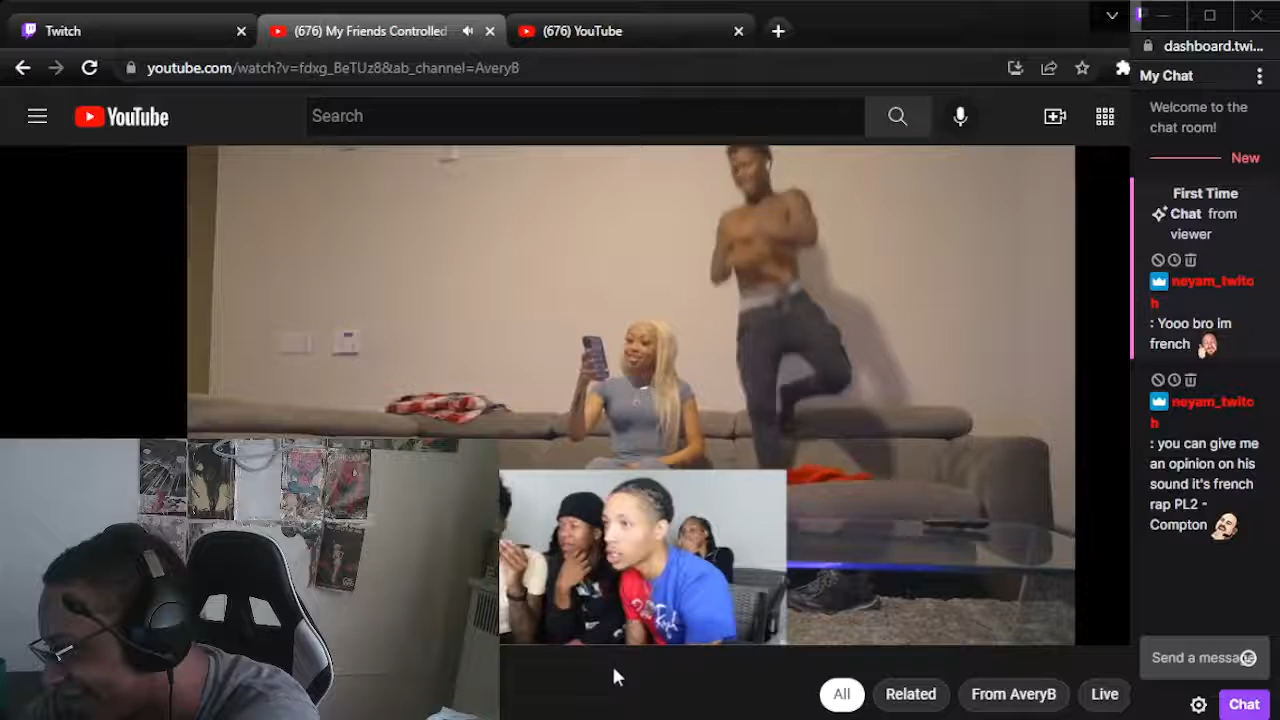 Twitch
(676) My Friends Controlled
(676) YouTube
youtube.com/watch?v=fdxg_BeTUz8&ab_channel=AveryB
dashboard.twi...
My Chat
YouTube
Search
Welcome to the
chat room!
New
First Time
Chat from
viewer
neyam_twitc
h
: Yooo bro im
french
neyam_twitc
h
: you can give me
an opinion on his
sound it's french
rap PL2 -
Compton
Send a messag
All
Related
From AveryB
Live
Chat